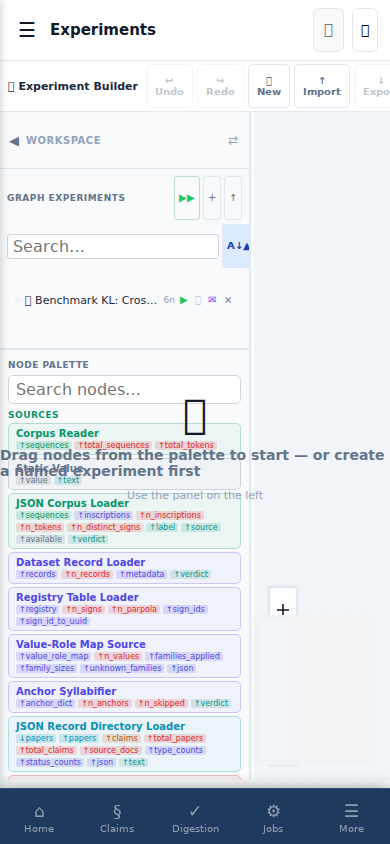 ☰ Experiments
Experiment Builder
↩ Undo
↪ Redo
New
↑ Import
↓
◀ WORKSPACE ⇄
GRAPH EXPERIMENTS ▶▶ + ↑
Search... A↓▲
Benchmark KL: Cros... 6n ▶ ✉ ×
NODE PALETTE
Search nodes...
SOURCES
Corpus Reader
↑sequences ↑total_sequences ↑total_tokens
Drag nodes from the palette to start — or create
a named experiment first
Static Value
↑value ↑text
Use the panel on the left
JSON Corpus Loader
↑sequences ↑inscriptions ↑n_inscriptions
↑n_tokens ↑n_distinct_signs ↑label ↑source
↑available ↑verdict
Dataset Record Loader
↑records ↑n_records ↑metadata ↑verdict
Registry Table Loader
↑registry ↑n_signs ↑n_parpola ↑sign_ids
↑sign_id_to_uuid
+
Value-Role Map Source
↑value_role_map ↑n_values ↑families_applied
↑family_sizes ↑unknown_families ↑json
Anchor Syllabifier
↑anchor_dict ↑n_anchors ↑n_skipped ↑verdict
JSON Record Directory Loader
↓papers ↑papers ↑claims ↑total_papers
↑total_claims ↑source_docs ↑type_counts
↑status_counts ↑json ↑text
Home
§ Claims
✓ Digestion
⚙ Jobs
☰ More